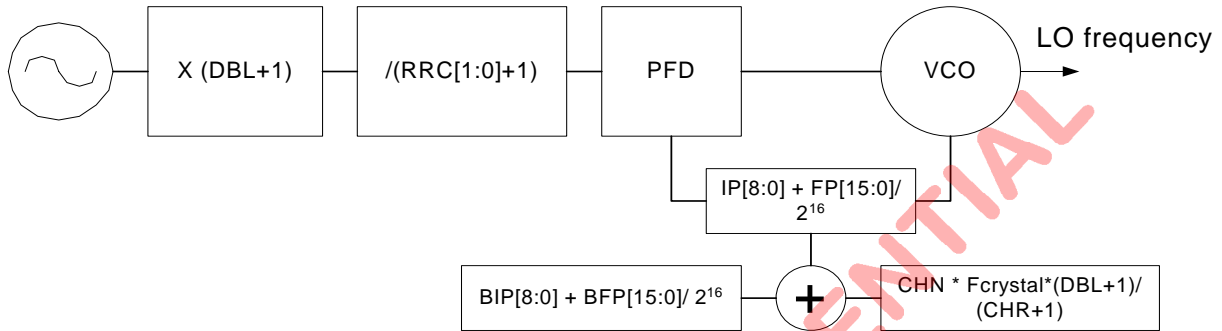 LO frequency
X (DBL+1)
/(RRC[1:0]+1)
PFD
VCO
IP[8:0] + FP[15:0]/
2¹⁶
BIP[8:0] + BFP[15:0]/ 2¹⁶
+
CHN * Fcrystal*(DBL+1)/
(CHR+1)
ENTIAL